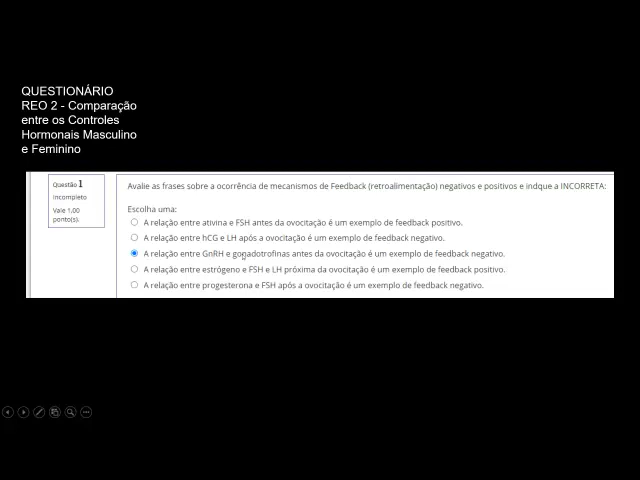 QUESTIONÁRIO
REO 2 - Comparação
entre os Controles
Hormonais Masculino
e Feminino
Questão 1
Incompleto
Vale 1,00
ponto(s).
Avalie as frases sobre a ocorrência de mecanismos de Feedback (retroalimentação) negativos e positivos e indque a INCORRETA:
Escolha uma:
A relação entre ativina e FSH antes da ovocitação é um exemplo de feedback positivo.
A relação entre hCG e LH após a ovocitação é um exemplo de feedback negativo.
A relação entre GnRH e gonadotrofinas antes da ovocitação é um exemplo de feedback negativo.
A relação entre estrógeno e FSH e LH próxima da ovocitação é um exemplo de feedback positivo.
A relação entre progesterona e FSH após a ovocitação é um exemplo de feedback negativo.